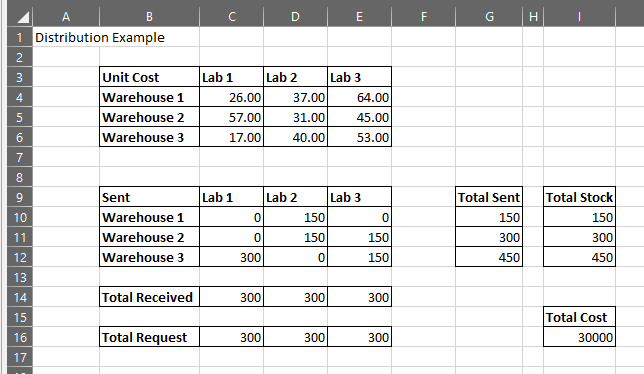 A B C D E F G H I
1 Distribution Example
2
3 Unit Cost Lab 1 Lab 2 Lab 3
4 Warehouse 1 26.00 37.00 64.00
5 Warehouse 2 57.00 31.00 45.00
6 Warehouse 3 17.00 40.00 53.00
7
8
9 Sent Lab 1 Lab 2 Lab 3 Total Sent Total Stock
10 Warehouse 1 0 150 0 150 150
11 Warehouse 2 0 150 150 300 300
12 Warehouse 3 300 0 150 450 450
13
14 Total Received 300 300 300
15 Total Cost
16 Total Request 300 300 300 30000
17